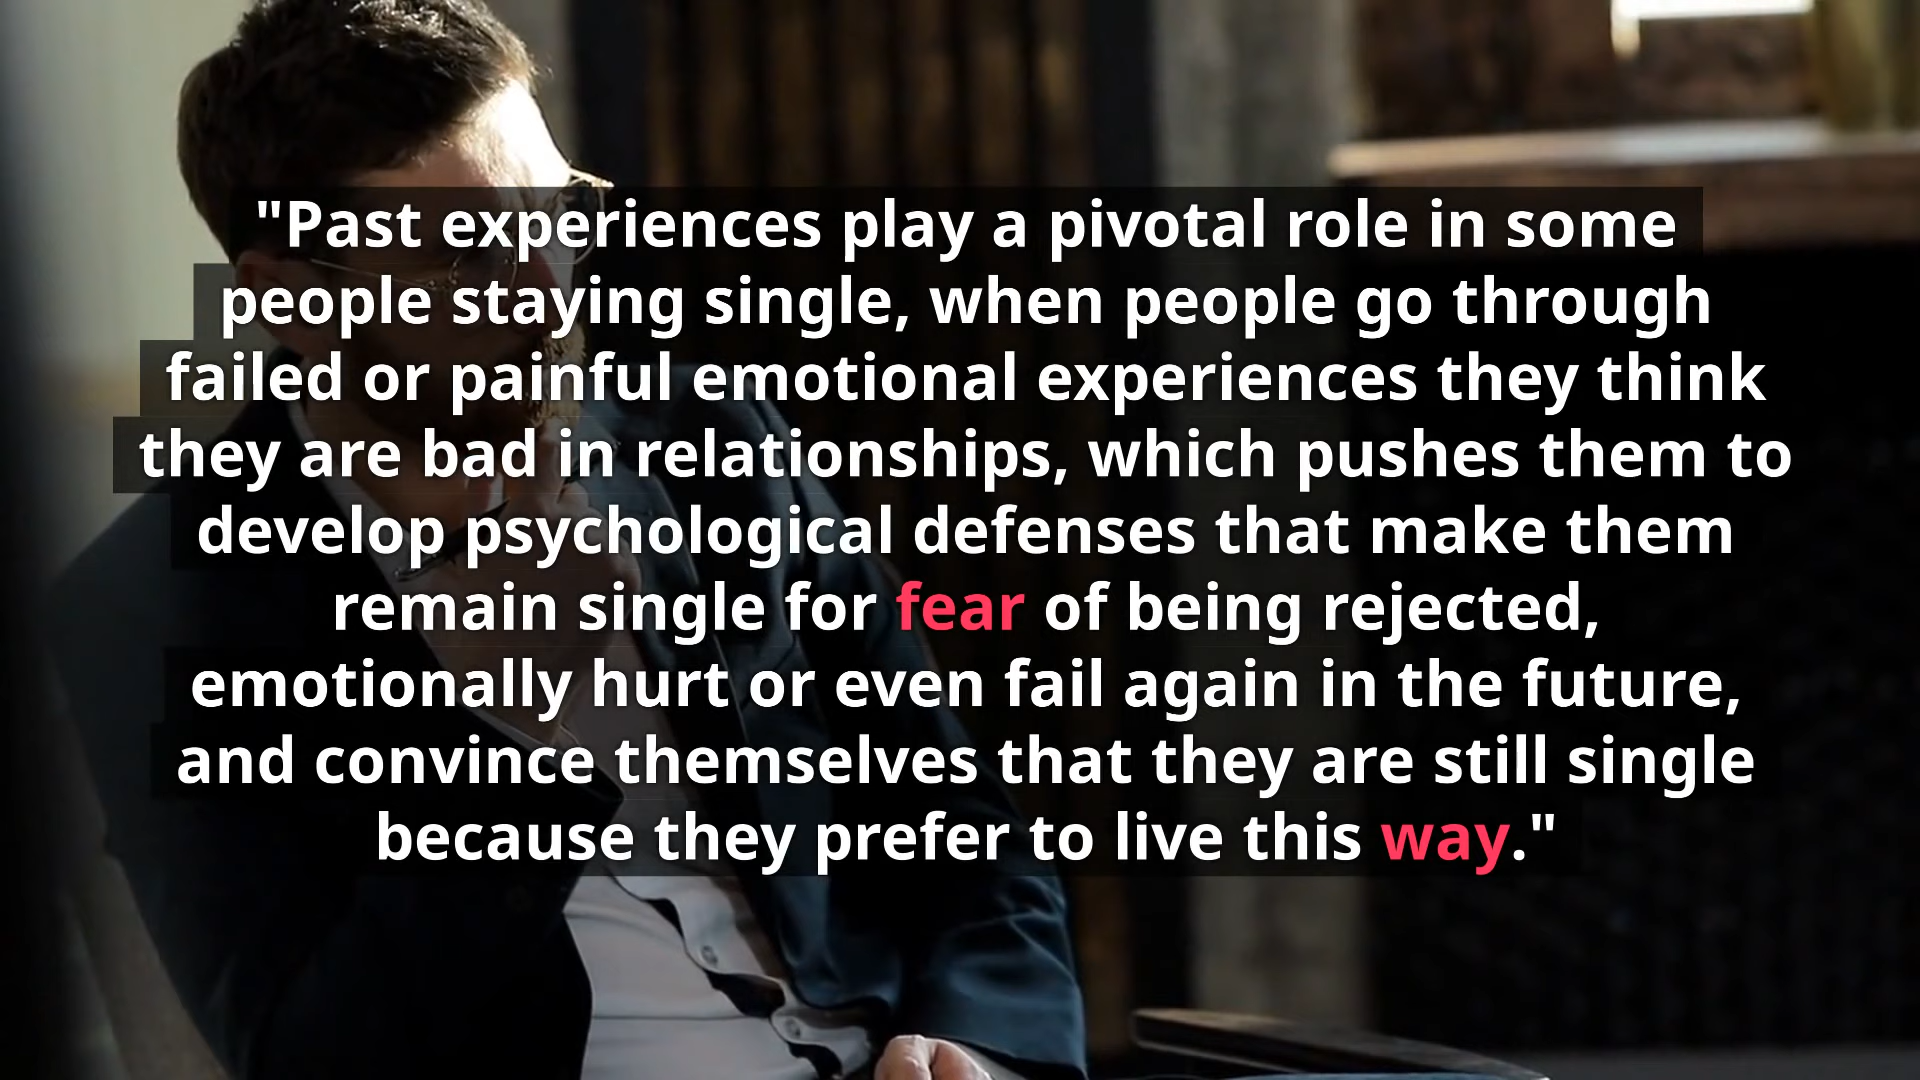 "Past experiences play a pivotal role in some
people staying single, when people go through
failed or painful emotional experiences they think
they are bad in relationships, which pushes them to
develop psychological defenses that make them
remain single for fear of being rejected,
emotionally hurt or even fail again in the future,
and convince themselves that they are still single
because they prefer to live this way."